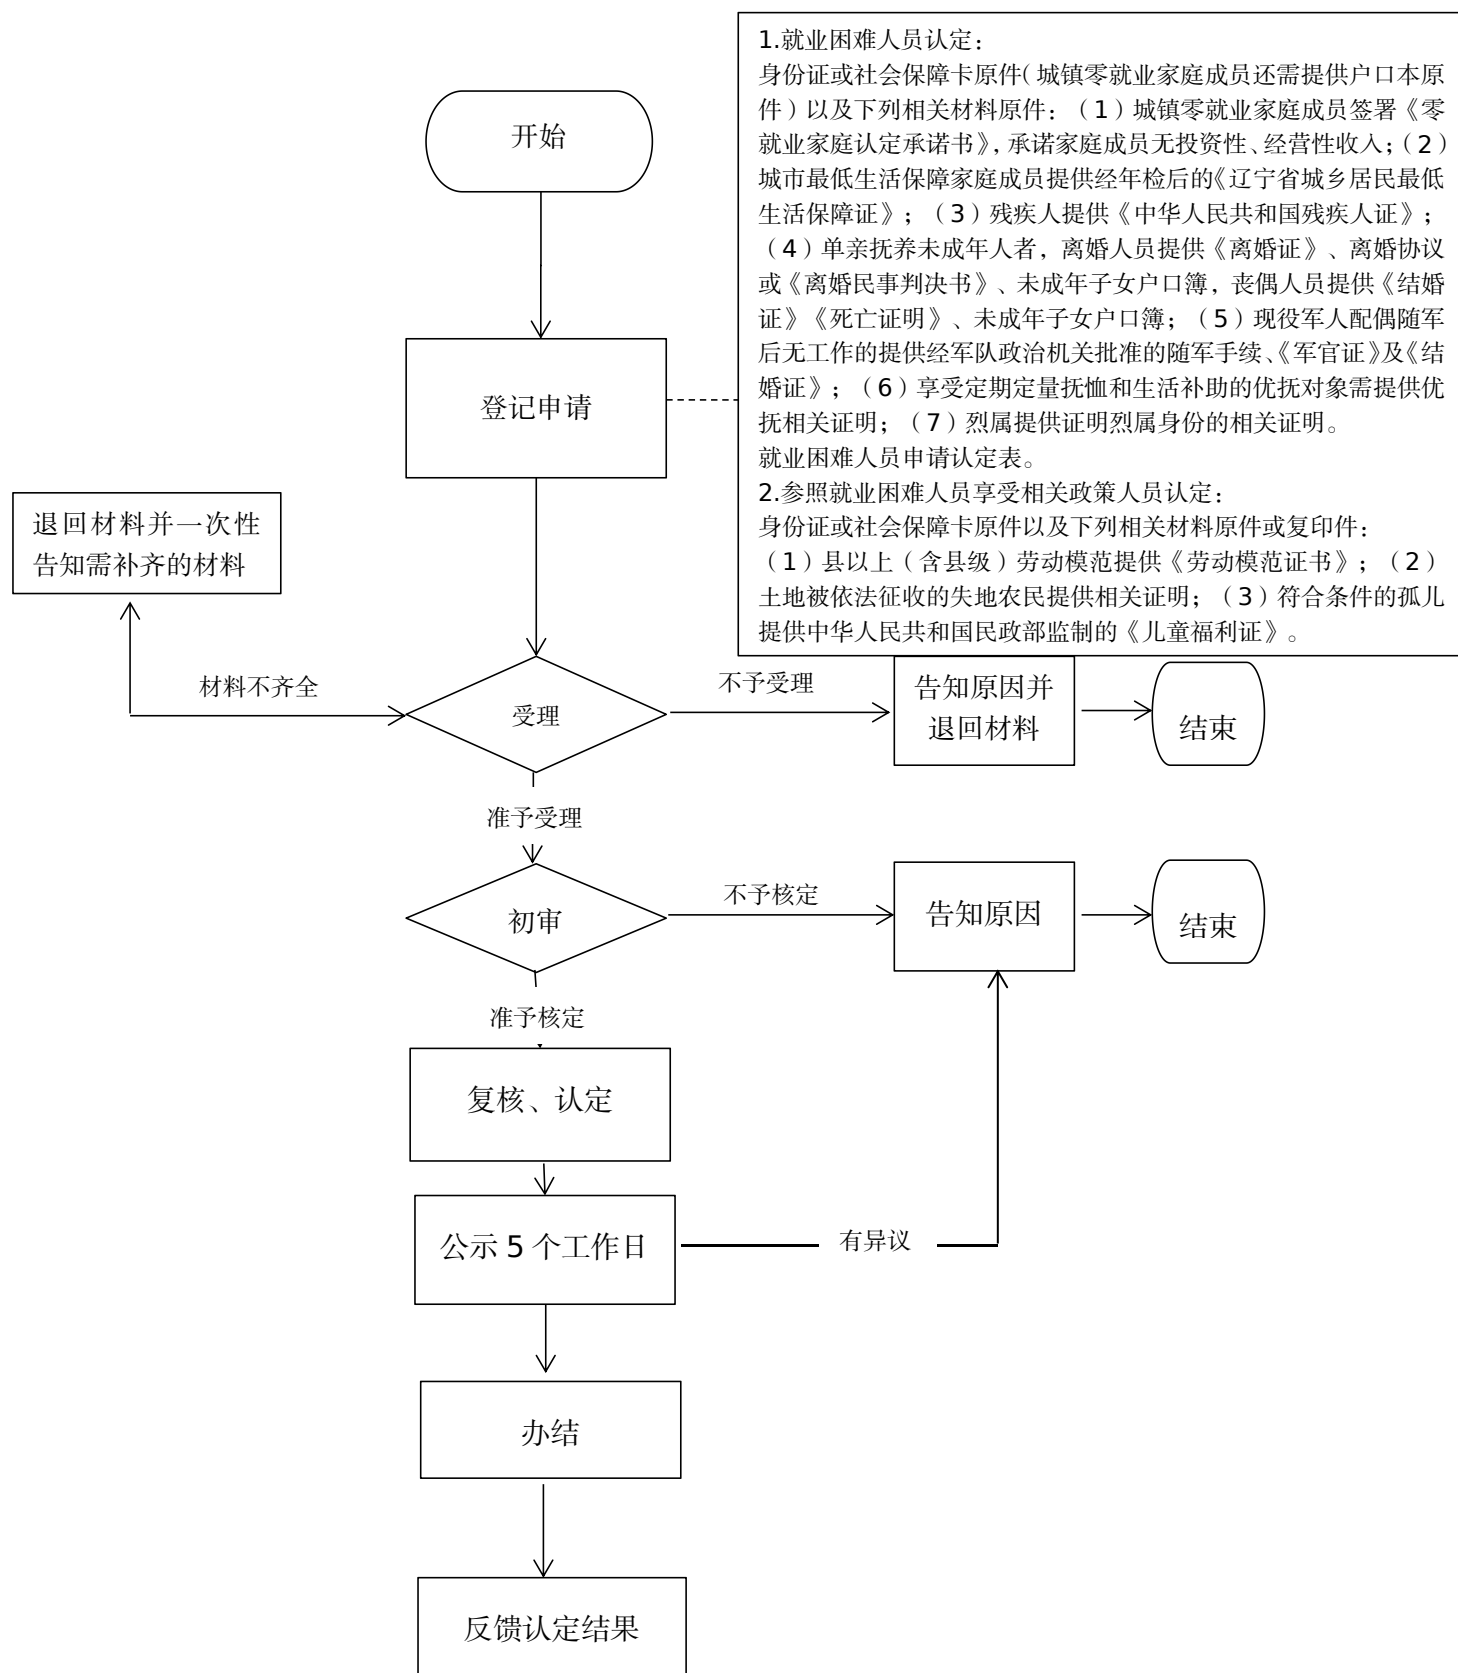 1.就业困难人员认定：
身份证或社会保障卡原件（城镇零就业家庭成员还需提供户口本原
件）以及下列相关材料原件：（1）城镇零就业家庭成员签署《零
就业家庭认定承诺书》，承诺家庭成员无投资性、经营性收入；（2）
城市最低生活保障家庭成员提供经年检后的《辽宁省城乡居民最低
生活保障证》；（3）残疾人提供《中华人民共和国残疾人证》；
（4）单亲抚养未成年人者，离婚人员提供《离婚证》、离婚协议
或《离婚民事判决书》、未成年子女户口簿，丧偶人员提供《结婚
证》《死亡证明》、未成年子女户口簿；（5）现役军人配偶随军
后无工作的提供经军队政治机关批准的随军手续、《军官证》及《结
婚证》；（6）享受定期定量抚恤和生活补助的优抚对象需提供优
抚相关证明；（7）烈属提供证明烈属身份的相关证明。
就业困难人员申请认定表。
2.参照就业困难人员享受相关政策人员认定：
身份证或社会保障卡原件以及下列相关材料原件或复印件：
（1）县以上（含县级）劳动模范提供《劳动模范证书》；（2）
土地被依法征收的失地农民提供相关证明；（3）符合条件的孤儿
提供中华人民共和国民政部监制的《儿童福利证》。
开始
登记申请
退回材料并一次性
告知需补齐的材料
材料不齐全
受理
不予受理
告知原因并
退回材料
结束
准予受理
初审
不予核定
告知原因
结束
准予核定
复核、认定
公示 5 个工作日
有异议
办结
反馈认定结果